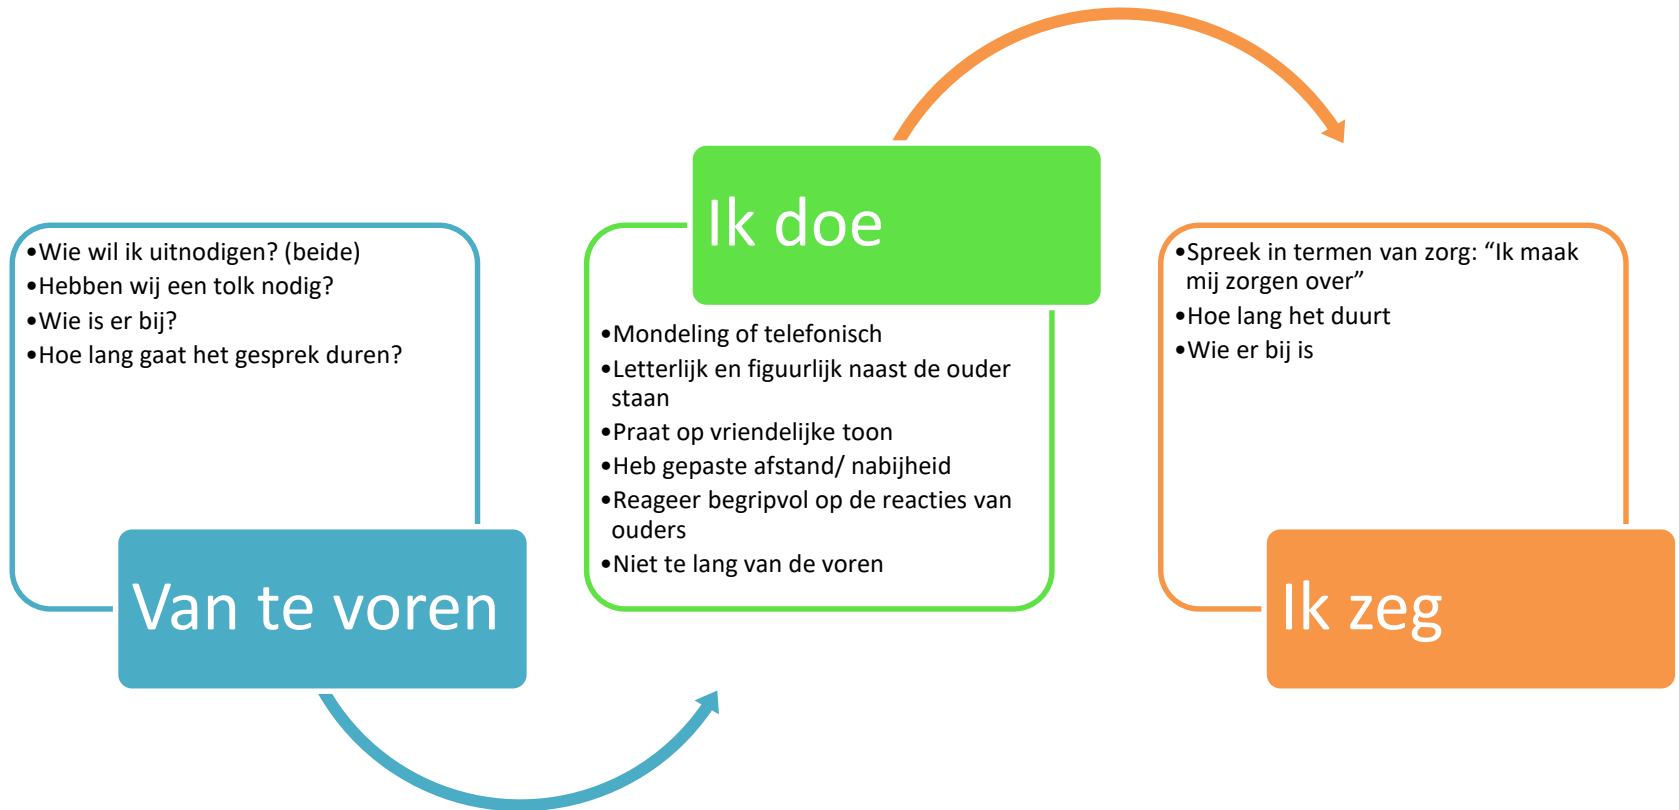 •Wie wil ik uitnodigen? (beide)
•Hebben wij een tolk nodig?
•Wie is er bij?
•Hoe lang gaat het gesprek duren?
Van te voren
Ik doe
•Mondeling of telefonisch
•Letterlijk en figuurlijk naast de ouder
staan
•Praat op vriendelijke toon
•Heb gepaste afstand/ nabijheid
•Reageer begripvol op de reacties van
ouders
•Niet te lang van de voren
•Spreek in termen van zorg: “Ik maak
mij zorgen over”
•Hoe lang het duurt
•Wie er bij is
Ik zeg